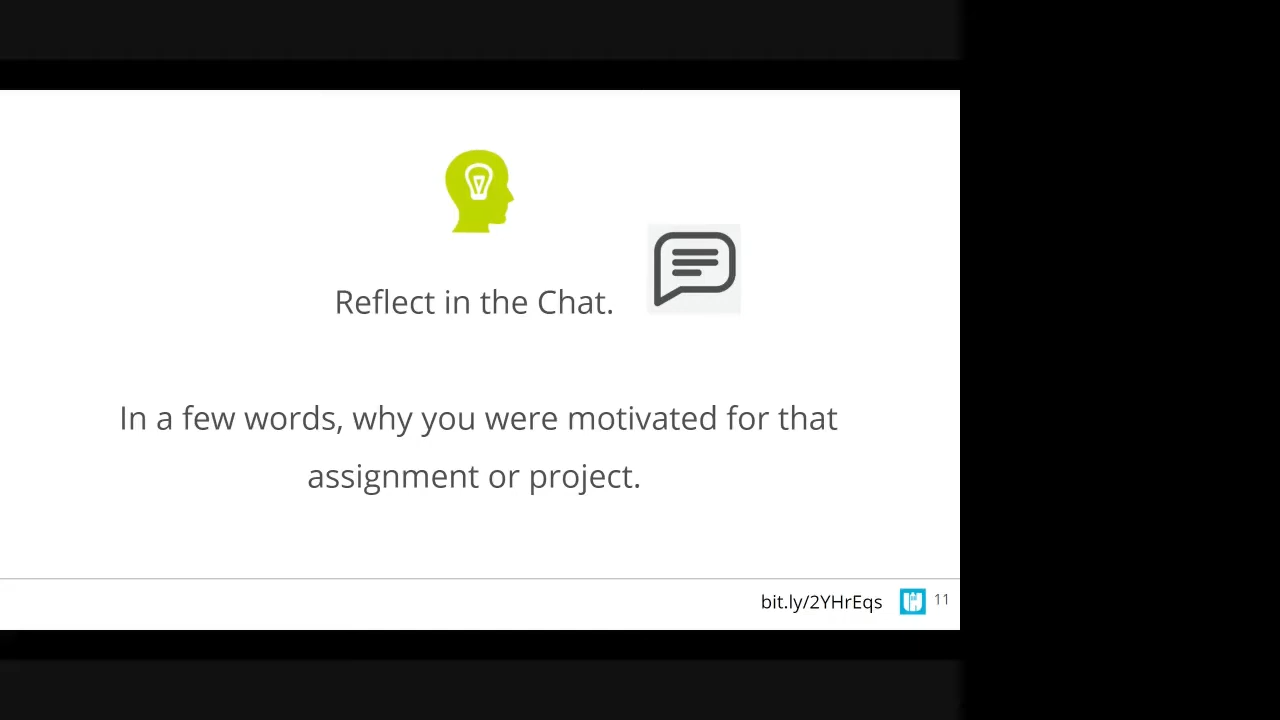 Reflect in the Chat.
In a few words, why you were motivated for that
assignment or project.
bit.ly/2YHrEqs
11